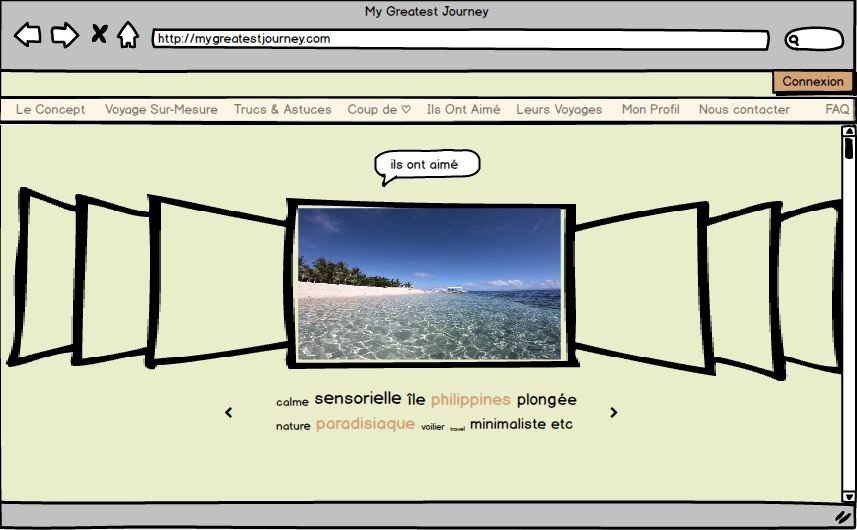 My Greatest Journey
http://mygreatestjourney.com
Connexion
Le Concept Voyage Sur-Mesure Trucs & Astuces Coup de ♡ Ils Ont Aimé Leurs Voyages Mon Profil Nous contacter FAQ
ils ont aimé
calme sensorielle île philippines plongée
nature paradisiaque voilier travel minimaliste etc